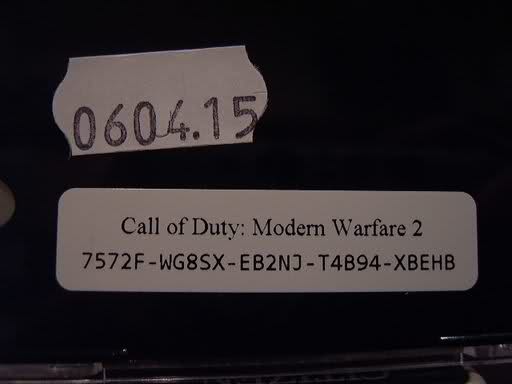 0604.15
Call of Duty: Modern Warfare 2
7572F-WG8SX-EB2NJ-T4B94-XBEHB